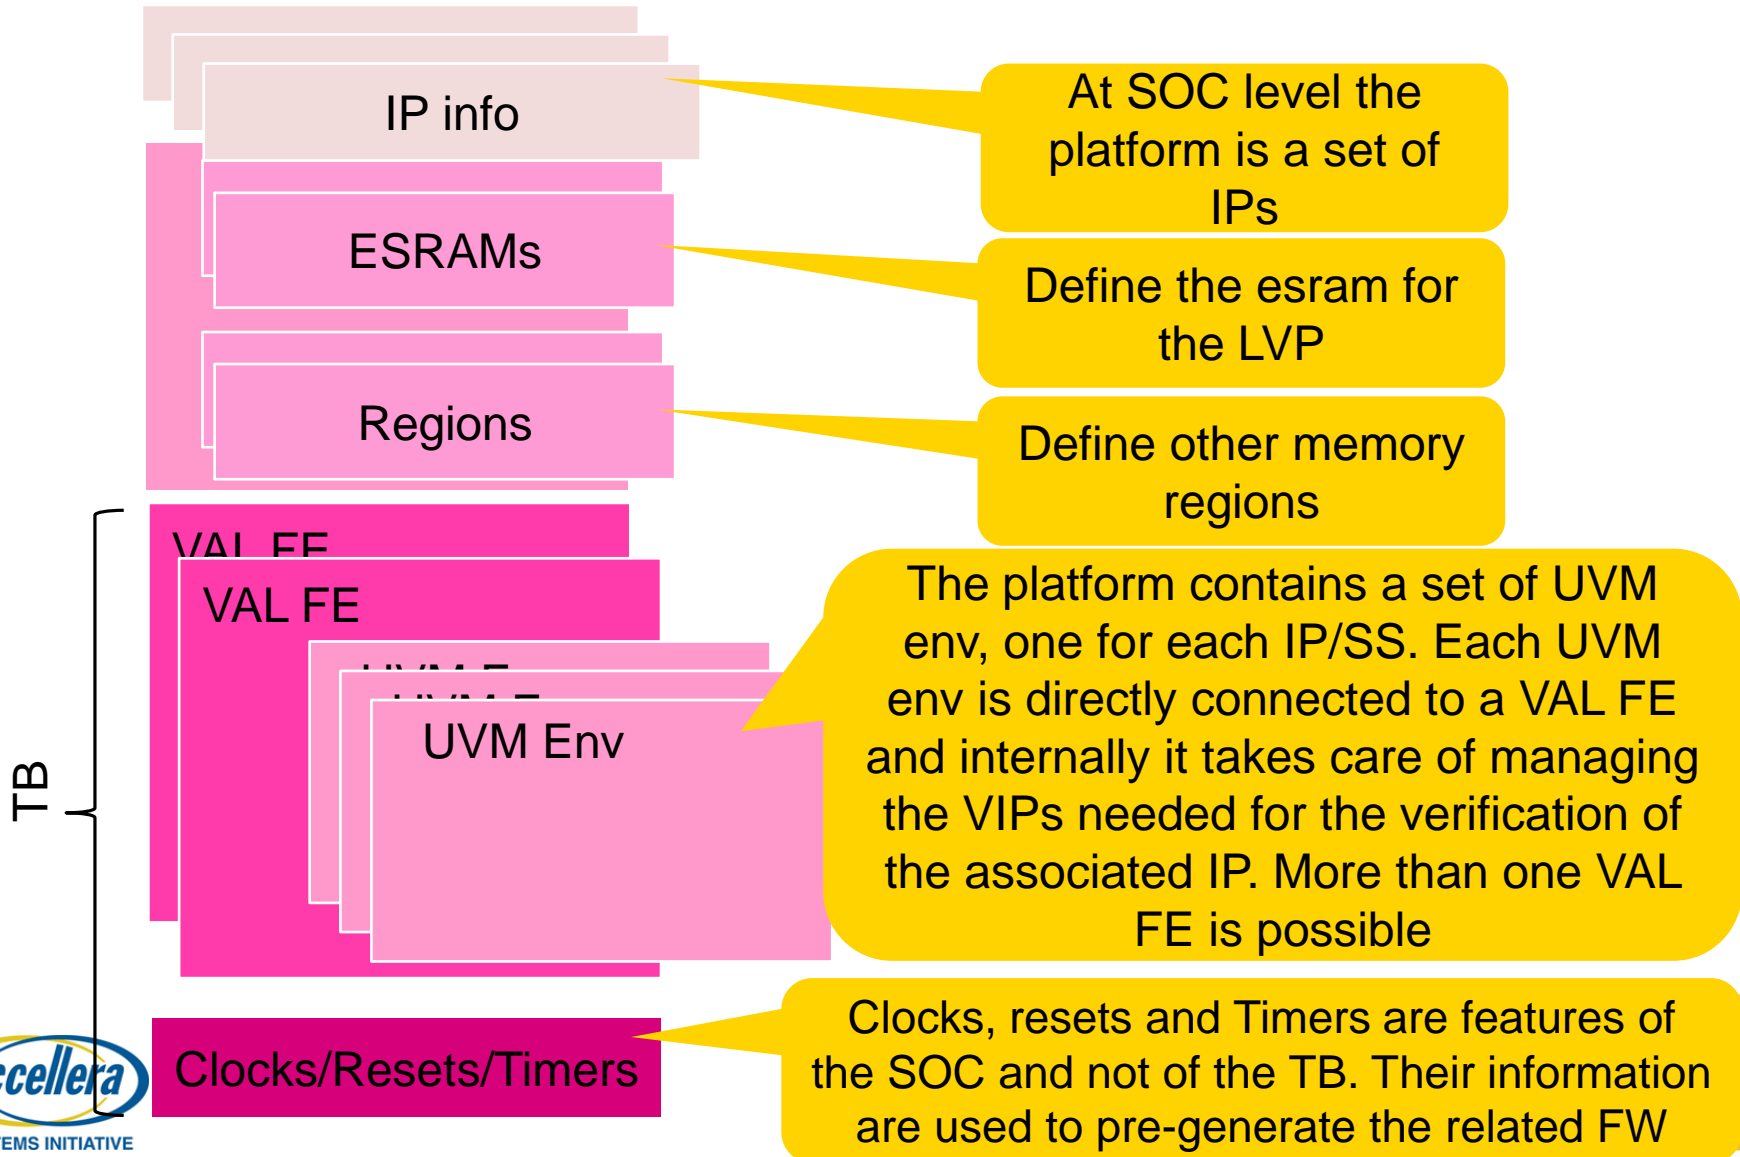 IP info
At SOC level the
platform is a set of
IPs
ESRAMs
Define the esram for
the LVP
Regions
Define other memory
regions
VAL FE
VAL FE
UVM Env
The platform contains a set of UVM
env, one for each IP/SS. Each UVM
env is directly connected to a VAL FE
and internally it takes care of managing
the VIPs needed for the verification of
the associated IP. More than one VAL
FE is possible
TB
Clocks/Resets/Timers
Clocks, resets and Timers are features of
the SOC and not of the TB. Their information
are used to pre-generate the related FW
ccellera
TEMS INITIATIVE